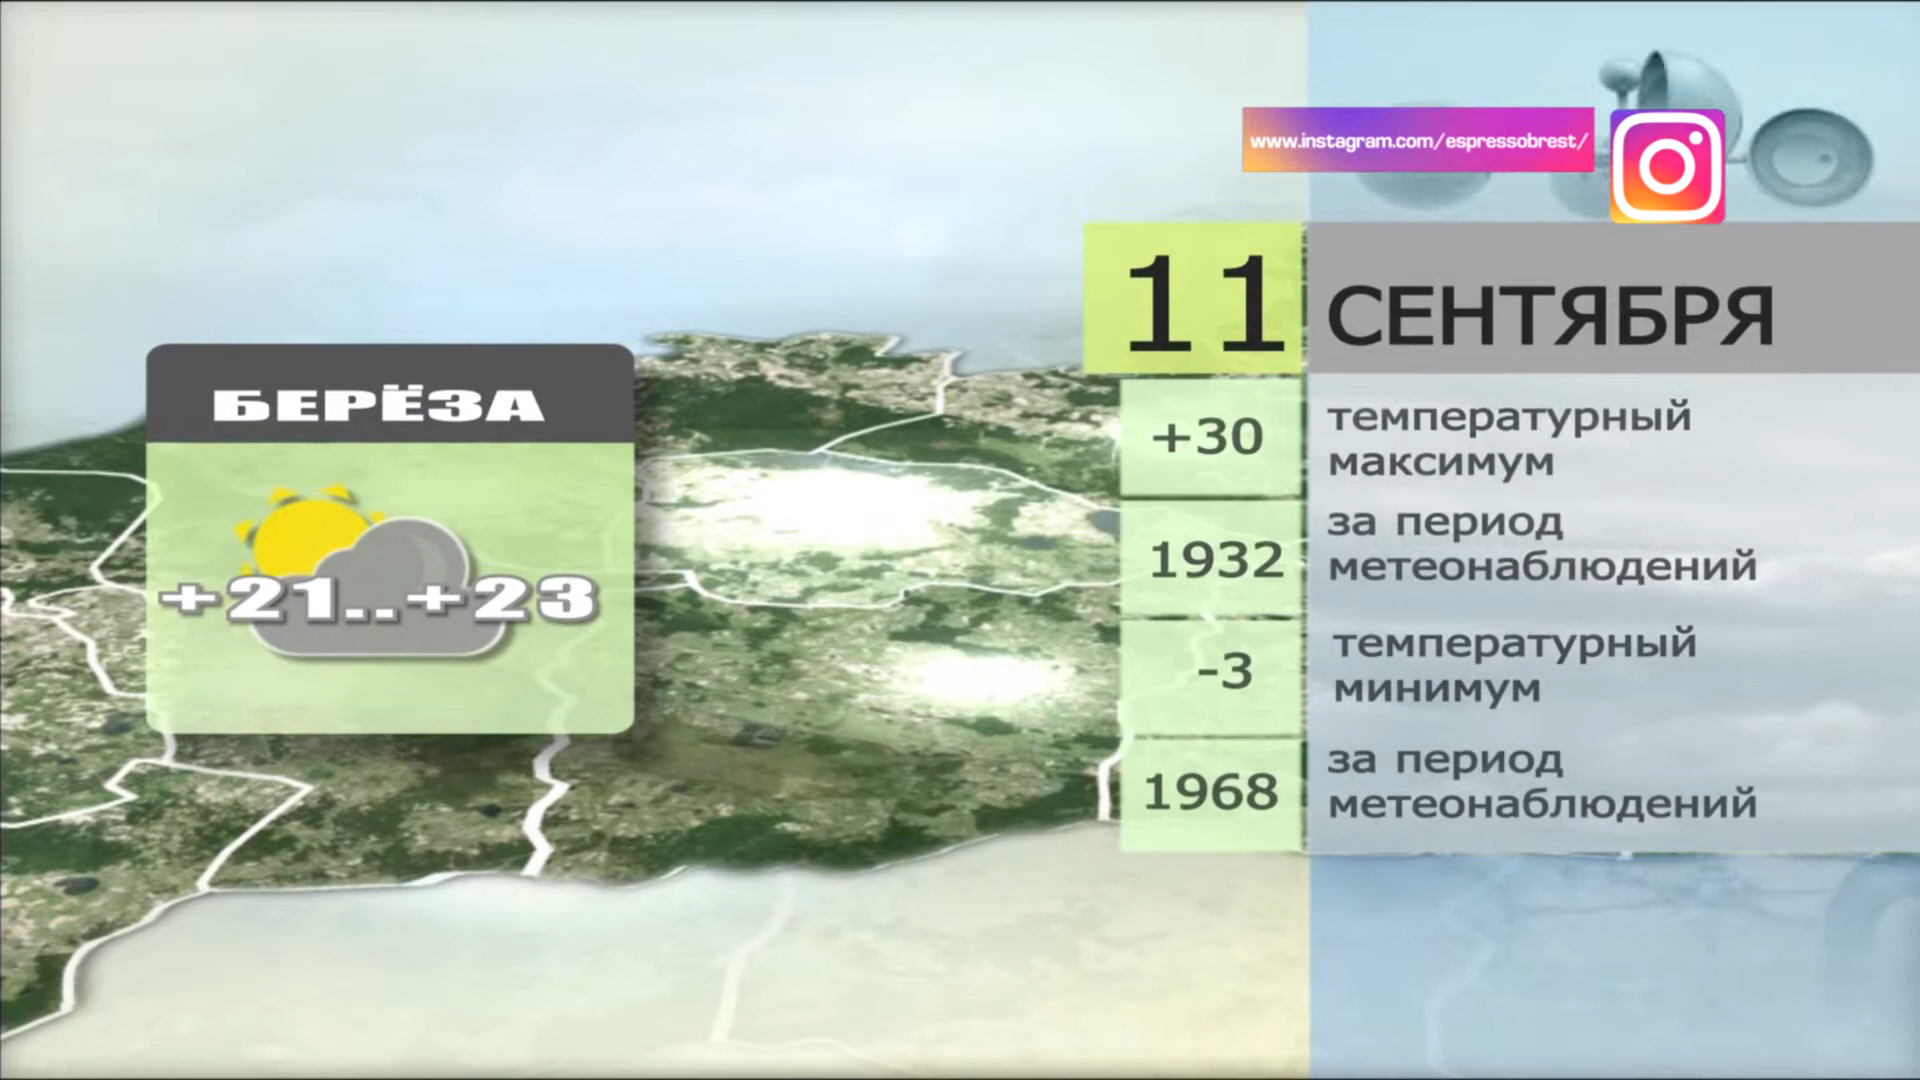 www.instagram.com/espressobrest/
11 СЕНТЯБРЯ
БЕРЁЗА
+21..+23
+30 температурный
максимум
1932 за период
метеонаблюдений
-3 температурный
минимум
1968 за период
метеонаблюдений